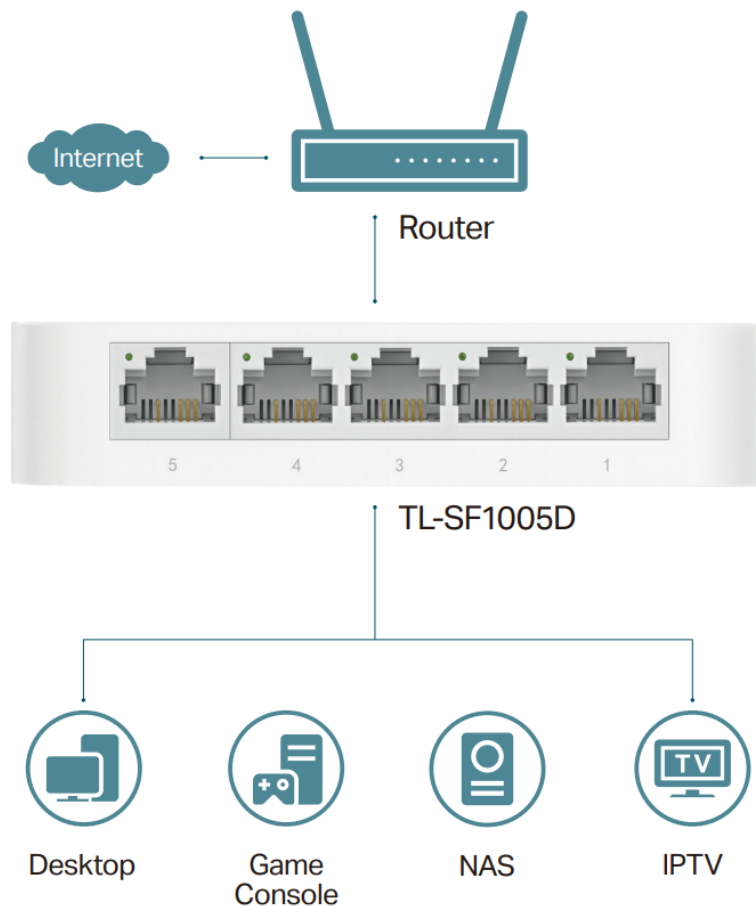 Internet
Router
5 4 3 2 1
TL-SF1005D
Desktop
Game
Console
NAS
TV
IPTV